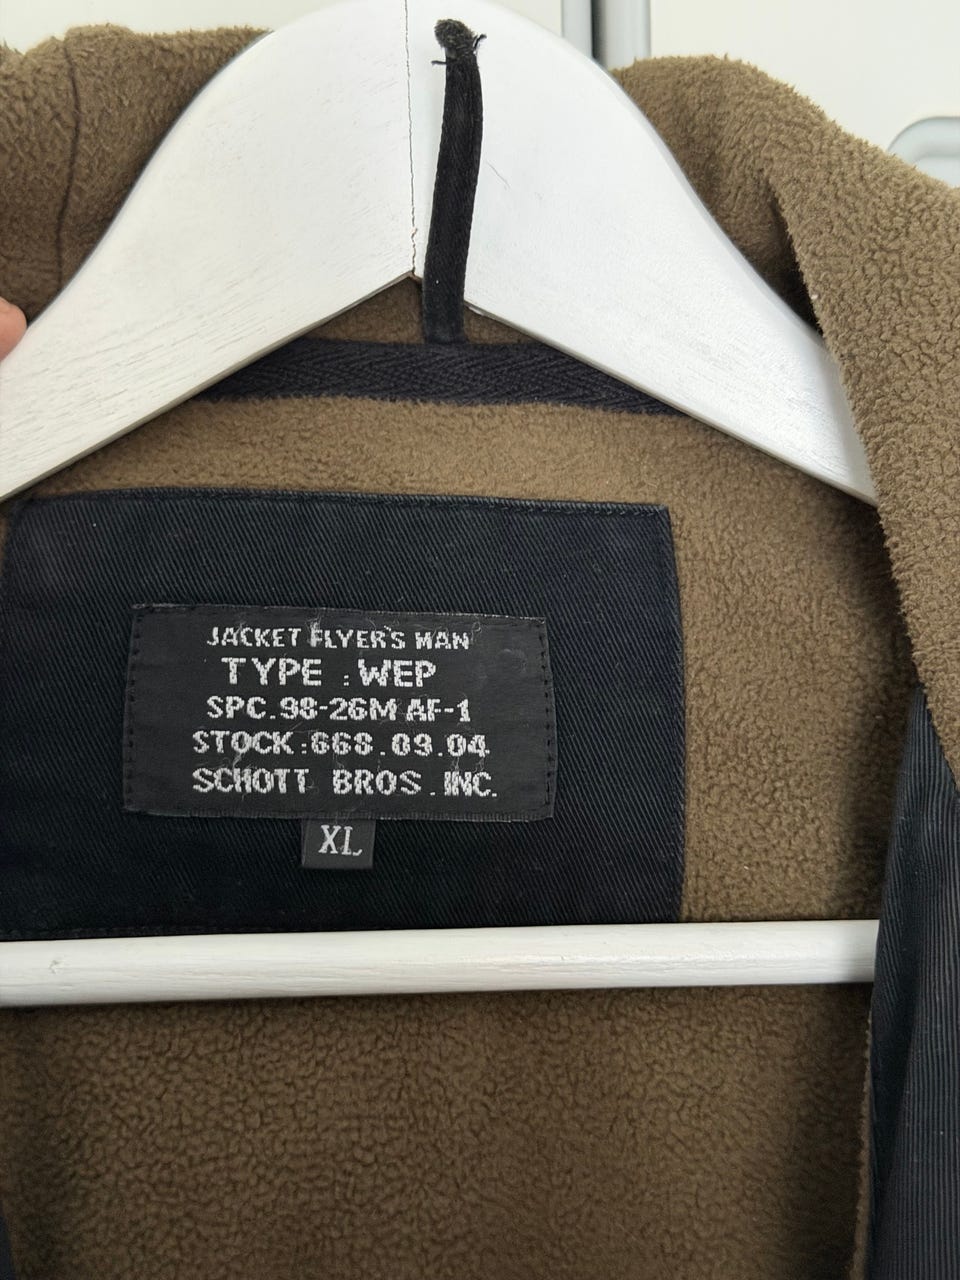 JACKET FLYER'S MAN
TYPE : WEP
SPC.98-26M AF-1
STOCK:668.09.04
SCHOTT BROS. INC.
XL